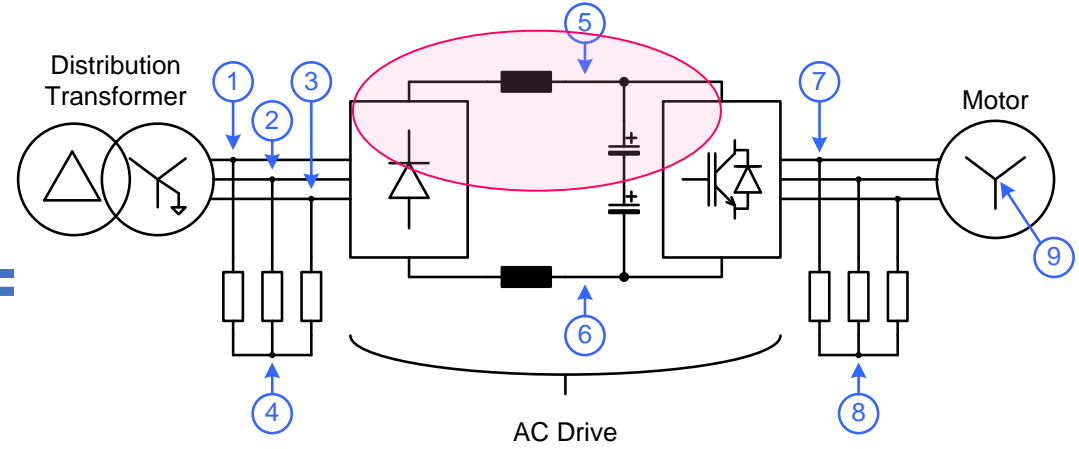 Distribution
Transformer
1
2
3
4
5
+
+
6
7
8
Motor
9
AC Drive